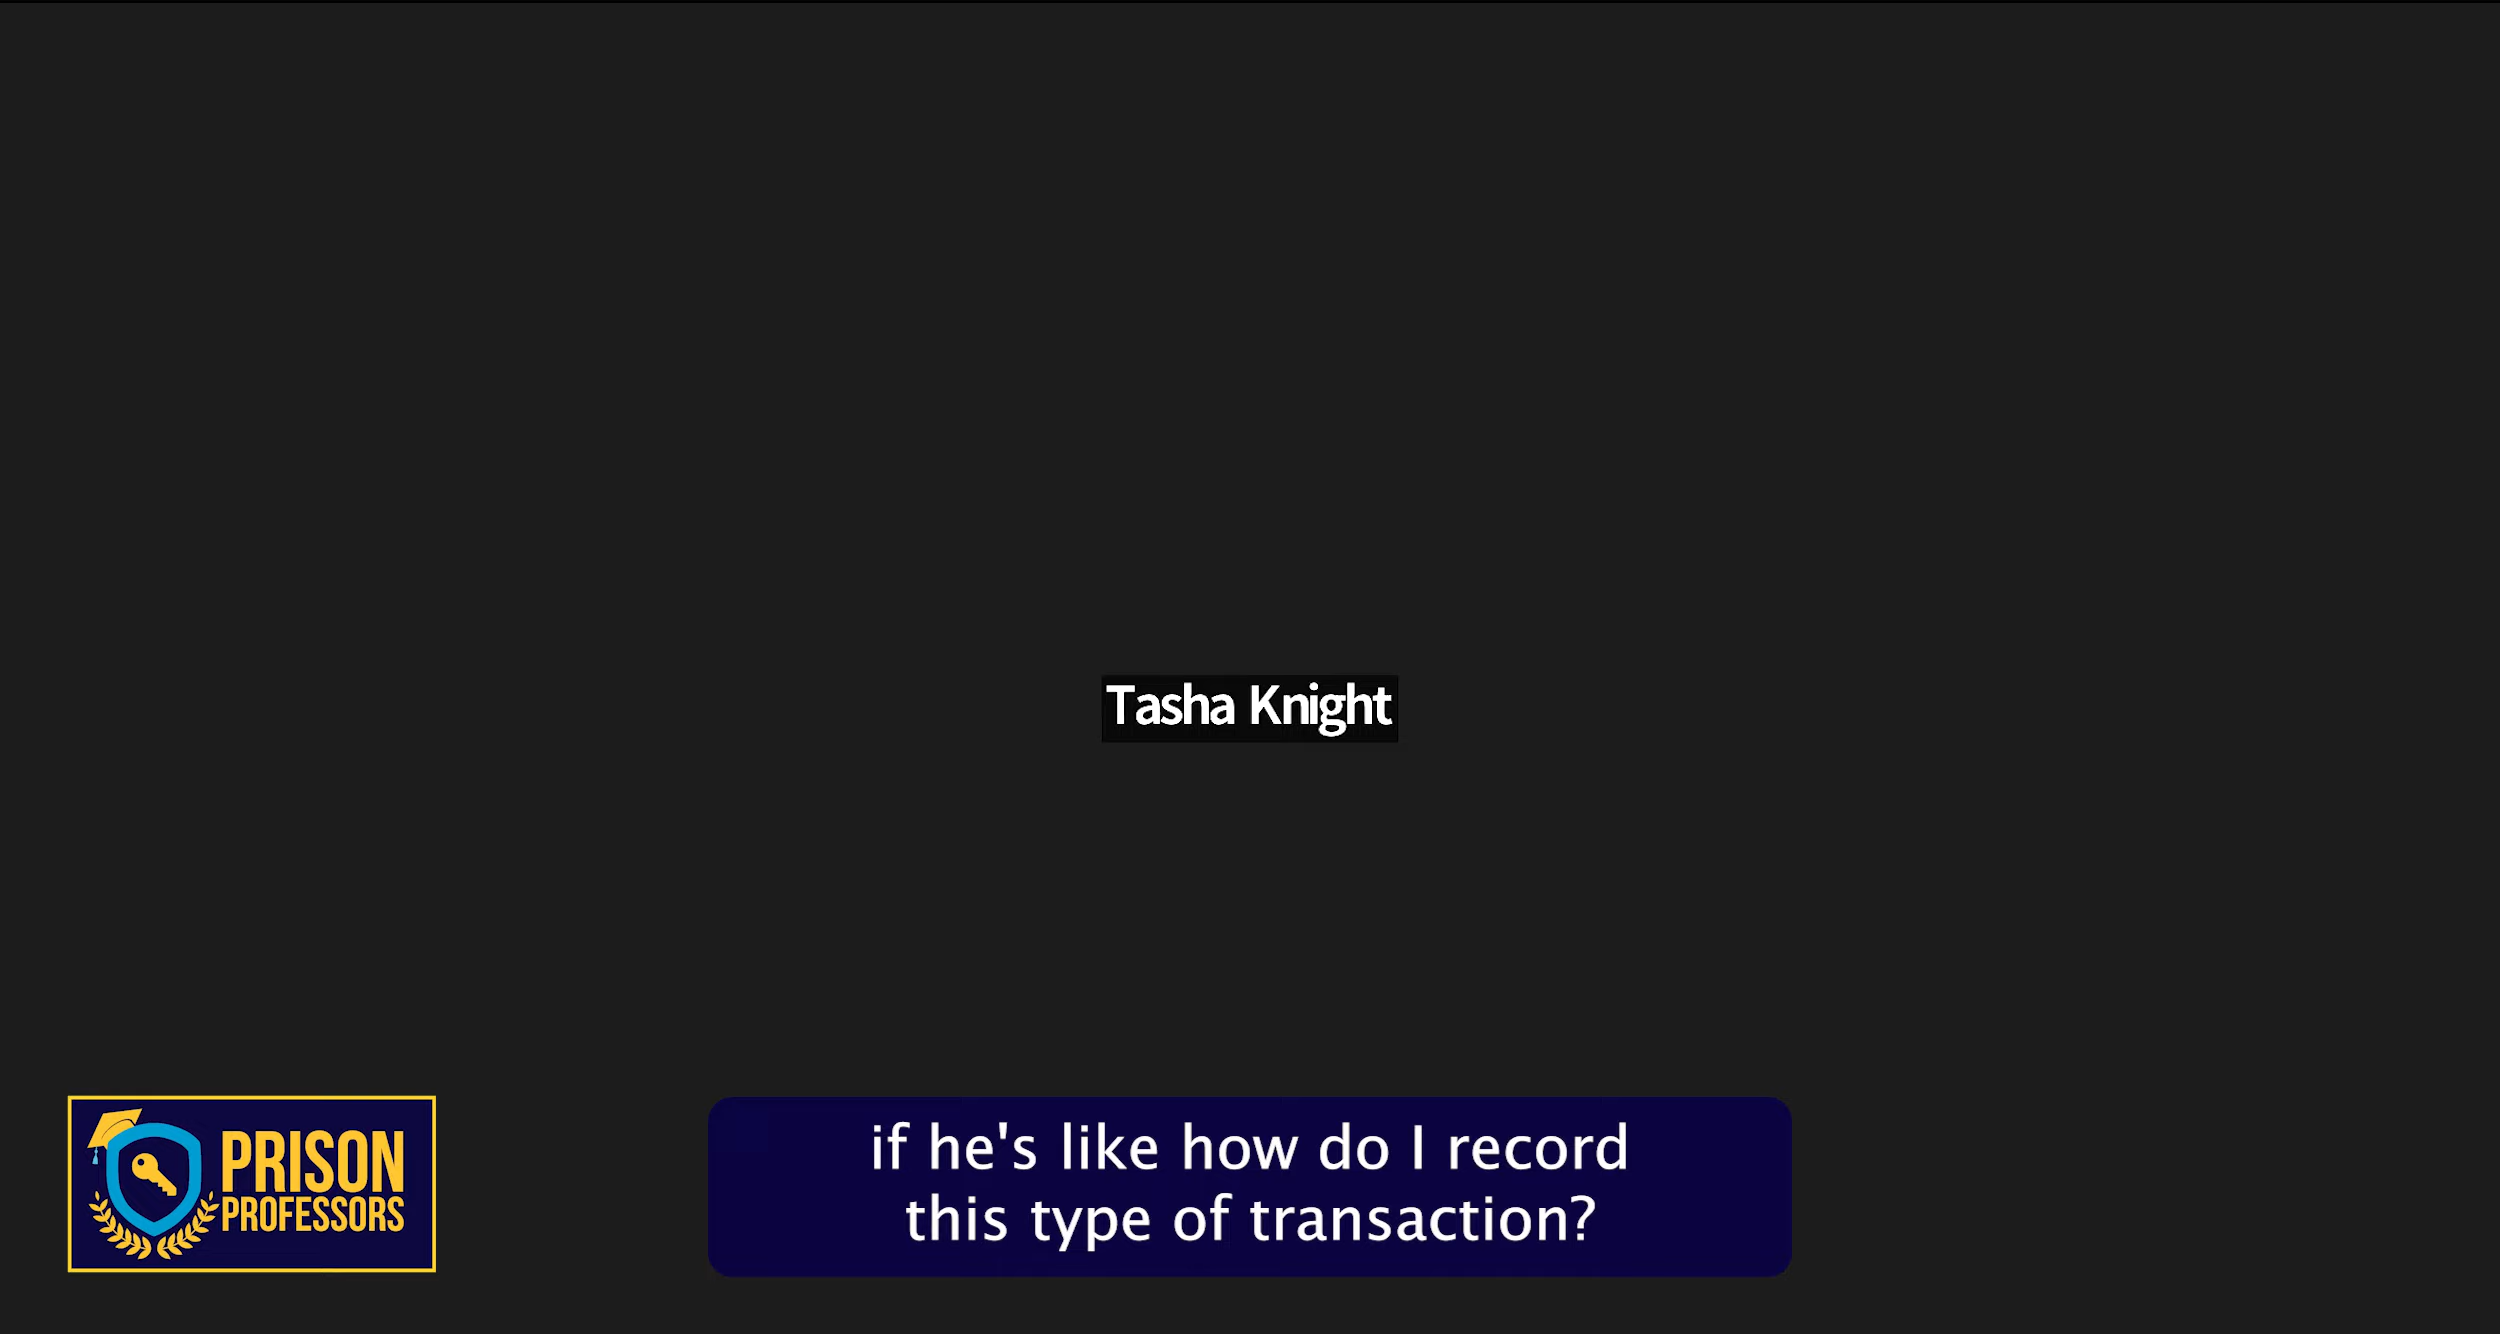 Tasha Knight
PRISON
PROFESSORS
if he's like how do I record
this type of transaction?